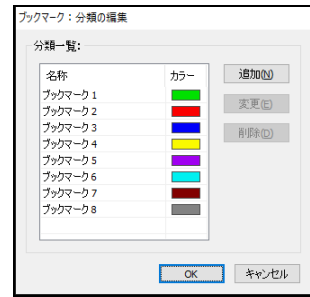 ブックマーク：分類の編集
分類一覧:
名称 カラー
ブックマーク1
ブックマーク2
ブックマーク3
ブックマーク4
ブックマーク5
ブックマーク6
ブックマーク7
ブックマーク8
追加(N)
変更(E)
削除(D)
OK キャンセル